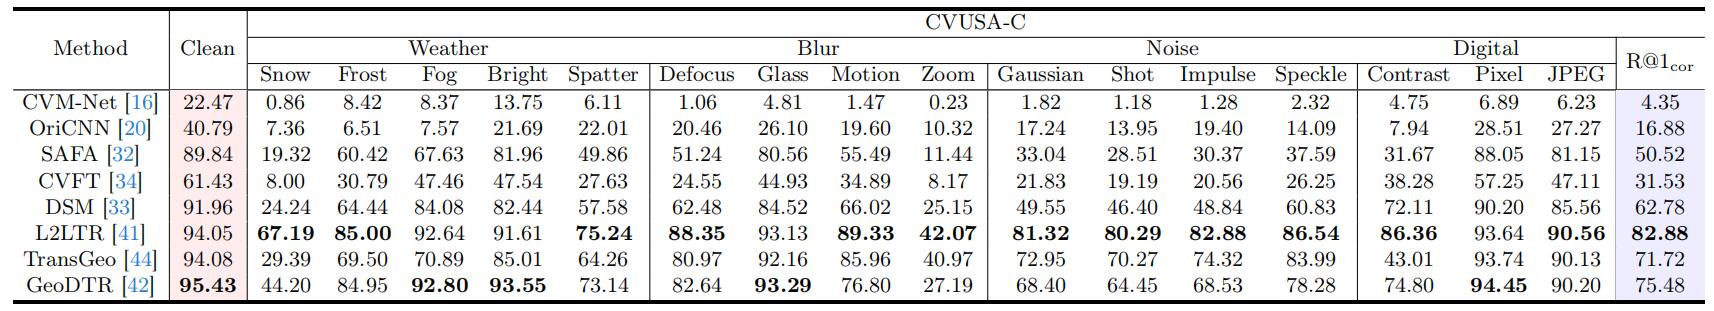 CVUSA-C
Method Clean Weather Blur Noise Digital R@1cor
Snow Frost Fog Bright Spatter Defocus Glass Motion Zoom Gaussian Shot Impulse Speckle Contrast Pixel JPEG
CVM-Net [16] 22.47 0.86 8.42 8.37 13.75 6.11 1.06 4.81 1.47 0.23 1.82 1.18 1.28 2.32 4.75 6.89 6.23 4.35
OriCNN [20] 40.79 7.36 6.51 7.57 21.69 22.01 20.46 26.10 19.60 10.32 17.24 13.95 19.40 14.09 7.94 28.51 27.27 16.88
SAFA [32] 89.84 19.32 60.42 67.63 81.96 49.86 51.24 80.56 55.49 11.44 33.04 28.51 30.37 37.59 31.67 88.05 81.15 50.52
CVFT [34] 61.43 8.00 30.79 47.46 47.54 27.63 24.55 44.93 34.89 8.17 21.83 19.19 20.56 26.25 38.28 57.25 47.11 31.53
DSM [33] 91.96 24.24 64.44 84.08 82.44 57.58 62.48 84.52 66.02 25.15 49.55 46.40 48.84 60.83 72.11 90.20 85.56 62.78
L2LTR [41] 94.05 67.19 85.00 92.64 91.61 75.24 88.35 93.13 89.33 42.07 81.32 80.29 82.88 86.54 86.36 93.64 90.56 82.88
TransGeo [44] 94.08 29.39 69.50 70.89 85.01 64.26 80.97 92.16 85.96 40.97 72.95 70.27 74.32 83.99 43.01 93.74 90.13 71.72
GeoDTR [42] 95.43 44.20 84.95 92.80 93.55 73.14 82.64 93.29 76.80 27.19 68.40 64.45 68.53 78.28 74.80 94.45 90.20 75.48